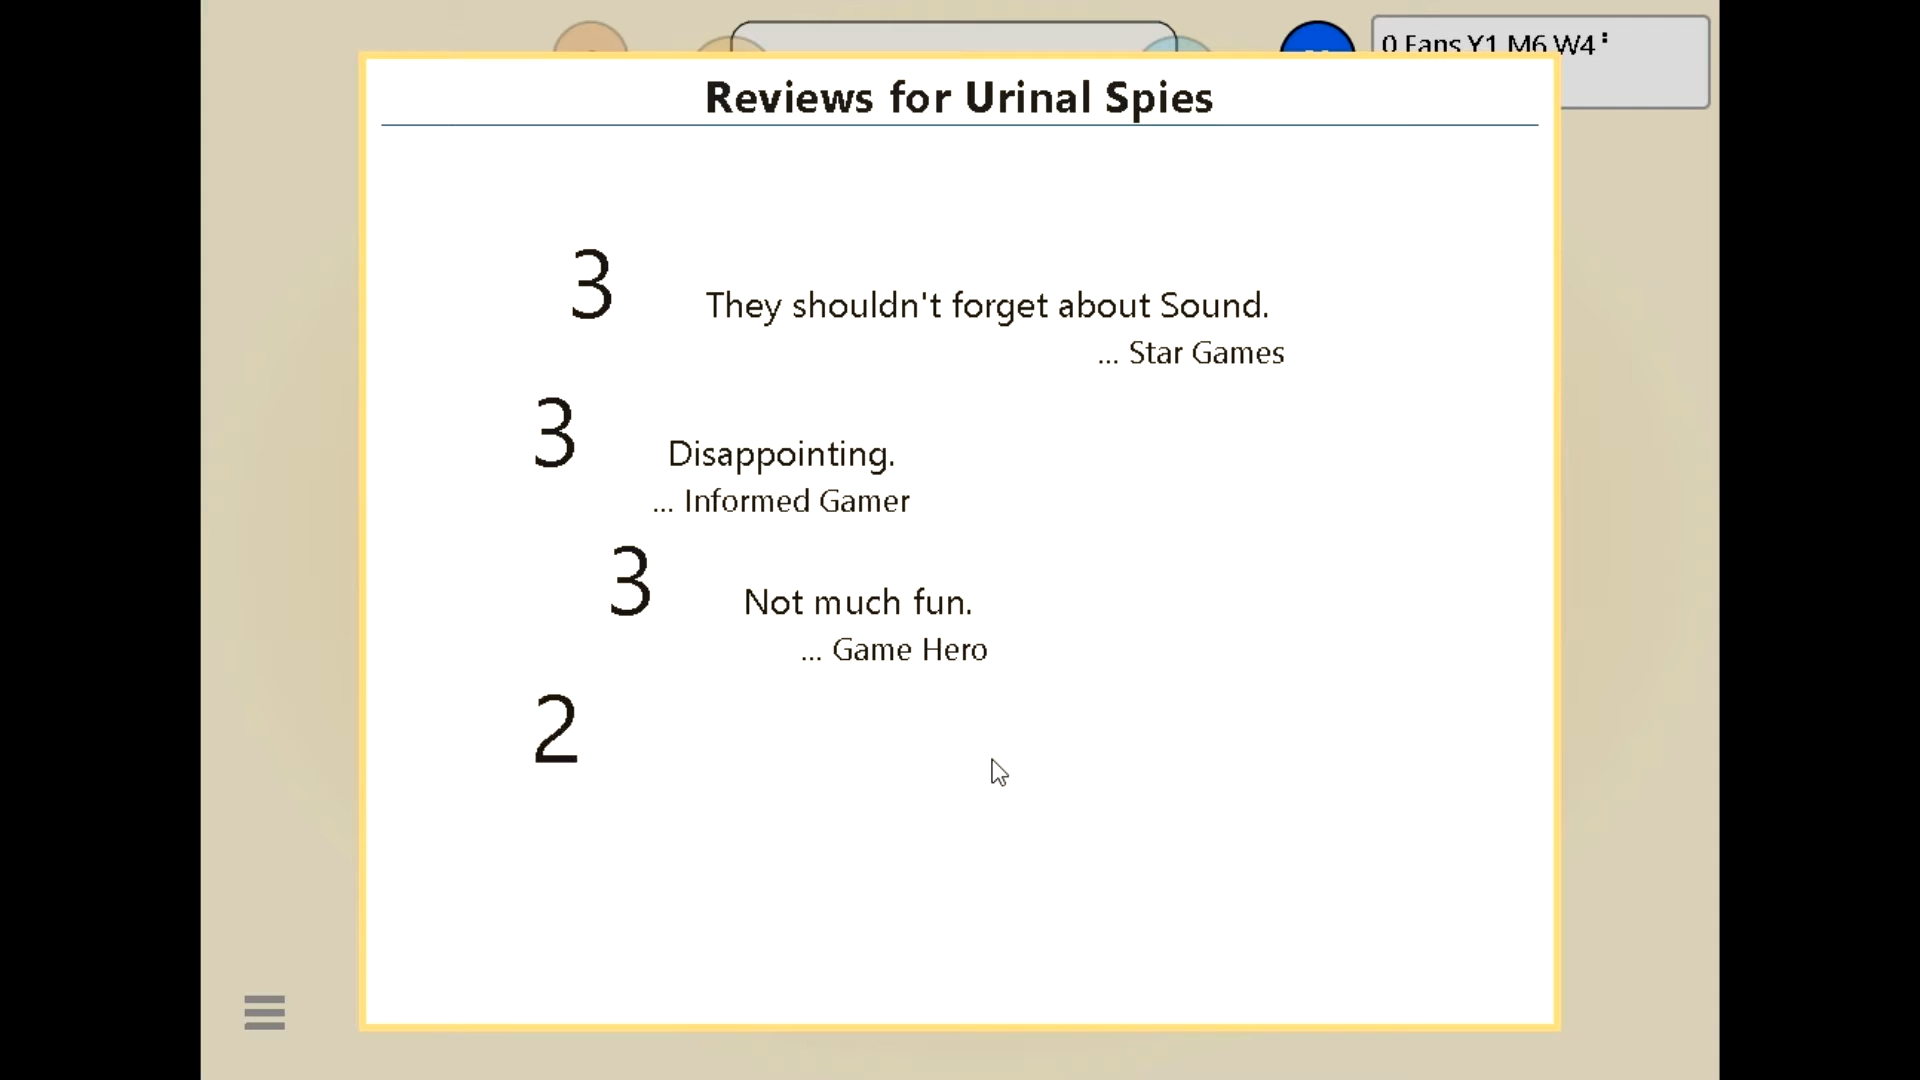 0 Fans Y1 M6 W4
Reviews for Urinal Spies
3
They shouldn't forget about Sound.
... Star Games
3
Disappointing.
... Informed Gamer
3
Not much fun.
... Game Hero
2